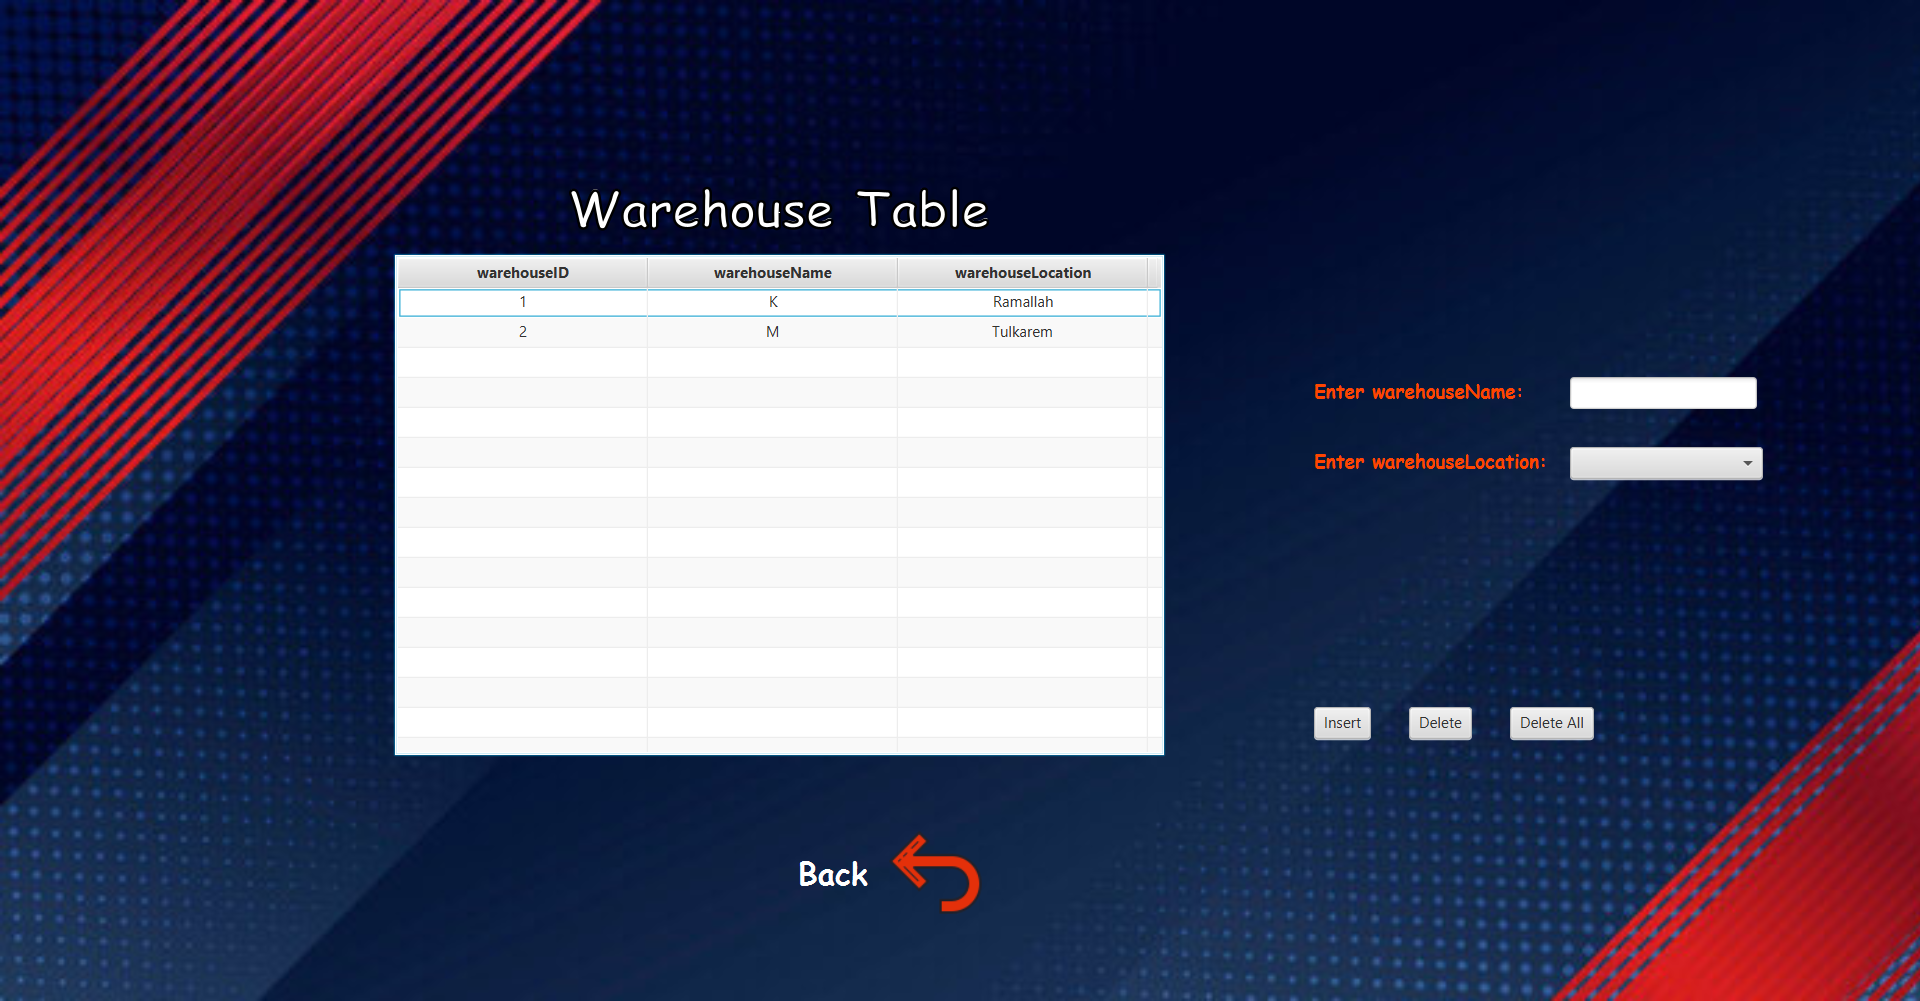 Warehouse Table
warehouseID warehouseName warehouseLocation
1 K Ramallah
2 M Tulkarem
Enter warehouseName:
Enter warehouseLocation:
Insert Delete Delete All
Back